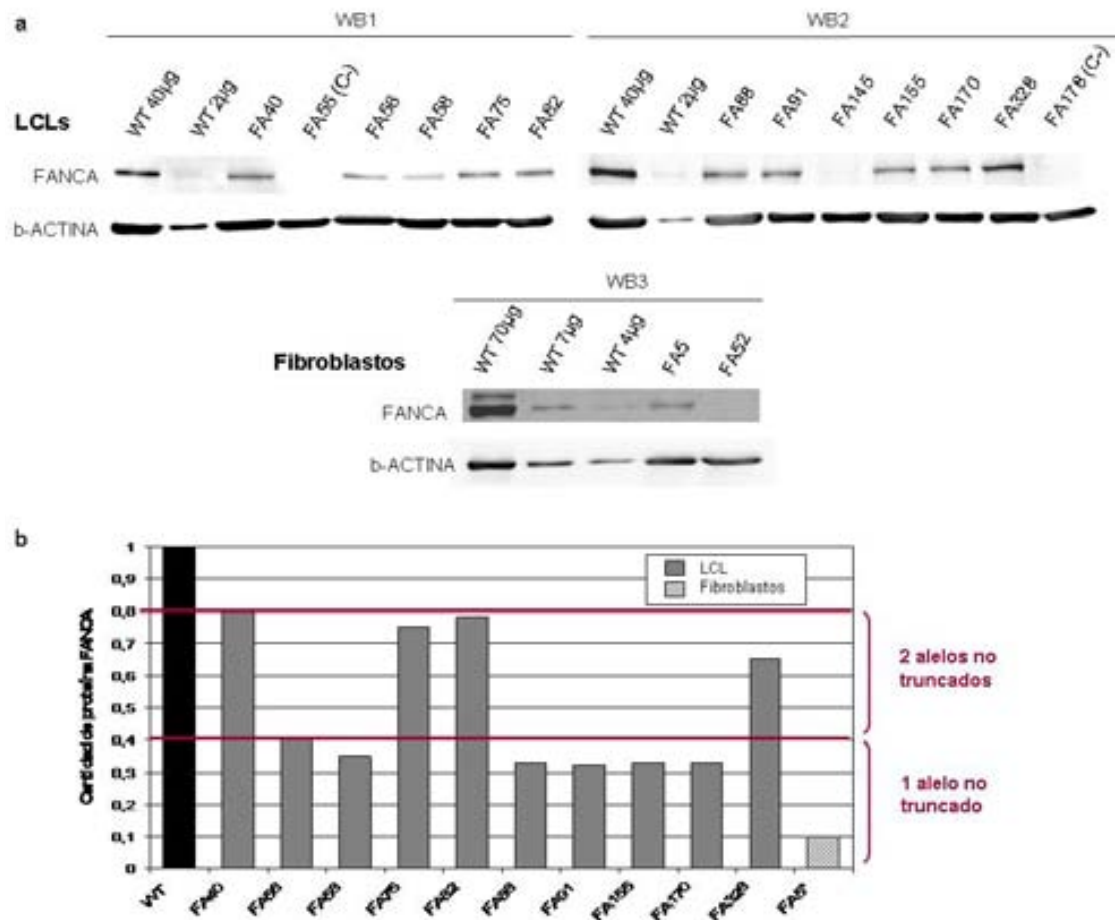 a
WB1
WB2
LCLs
WT 40µg
WT 2µg
FA40
FA55 (C-)
FA56
FA58
FA75
FA82
WT 40µg
WT 2µg
FA88
FA91
FA145
FA155
FA170
FA328
FA178 (C-)
FANCA
b-ACTINA
WB3
Fibroblastos
WT 70µg
WT 7µg
WT 4µg
FA5
FA52
FANCA
b-ACTINA
b
Cantidad de proteína FANCA
1
0,9
0,8
0,7
0,6
0,5
0,4
0,3
0,2
0,1
0
LCL
Fibroblastos
2 alelos no
truncados
1 alelo no
truncado
WT
FA40
FA56
FA58
FA75
FA82
FA88
FA91
FA155
FA170
FA328
FA5*